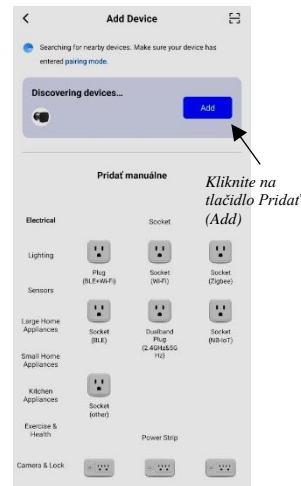 Add Device
Searching for nearby devices. Make sure your device has
entered pairing mode.
Discovering devices...
Add
Kliknite na
tlačidlo Pridať
(Add)
Pridať manuálne
Electrical
Lighting
Sensors
Large Home
Appliances
Small Home
Appliances
Kitchen
Appliances
Exercise &
Health
Camera & Lock
Socket
Plug
(BLE+Wi-Fi)
Socket
(Wi-Fi)
Socket
(Zigbee)
Socket
(BLE)
Dualband
Plug
(2.4GHz&5G
Hz)
Socket
(NB-IoT)
Socket
(other)
Power Strip